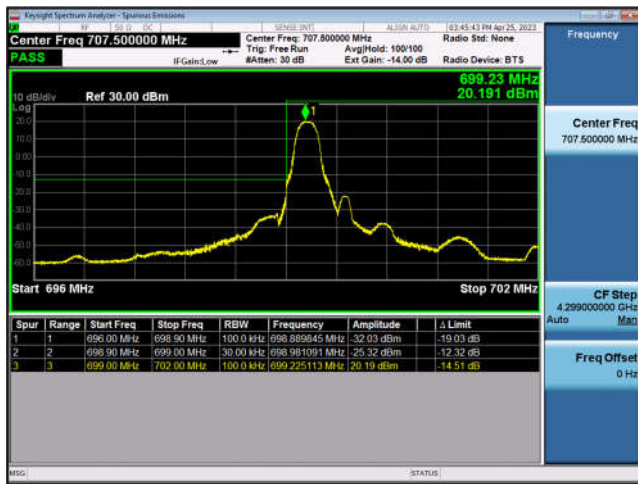 Keysight Spectrum Analyzer - Spurious Emissions
RF 50 Ω DC SENSE:INT ALIGN AUTO 03:45:43 PM Apr 25, 2023
Center Freq 707.500000 MHz
PASS
IFGain:Low
Center Freq: 707.500000 MHz
Trig: Free Run Avg|Hold: 100/100
#Atten: 30 dB Ext Gain: -14.00 dB
Radio Std: None
Radio Device: BTS
699.23 MHz
20.191 dBm
10 dB/div Ref 30.00 dBm
Log
20.0
10.0
0.00
-10.0
-20.0
-30.0
-40.0
-50.0
-60.0
1
Start 696 MHz Stop 702 MHz
Spur Range Start Freq Stop Freq RBW Frequency Amplitude Δ Limit
1 1 696.00 MHz 698.90 MHz 100.0 kHz 698.889845 MHz -32.03 dBm -19.03 dB
2 2 698.90 MHz 699.00 MHz 30.00 kHz 698.981091 MHz -25.32 dBm -12.32 dB
3 3 699.00 MHz 702.00 MHz 100.0 kHz 699.225113 MHz 20.19 dBm -14.51 dB
Frequency
Center Freq
707.500000 MHz
CF Step
4.299000000 GHz
Auto Man
Freq Offset
0 Hz
MSG STATUS